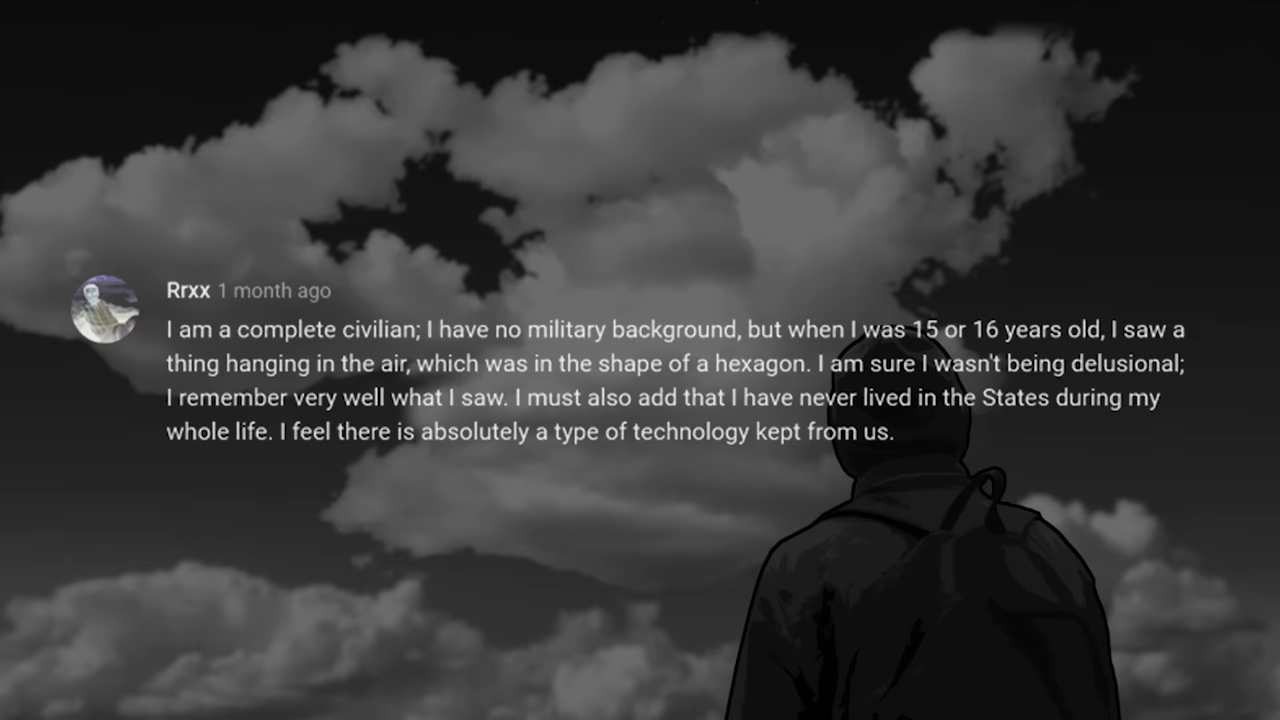 Rrxx 1 month ago
I am a complete civilian; I have no military background, but when I was 15 or 16 years old, I saw a
thing hanging in the air, which was in the shape of a hexagon. I am sure I wasn't being delusional;
I remember very well what I saw. I must also add that I have never lived in the States during my
whole life. I feel there is absolutely a type of technology kept from us.